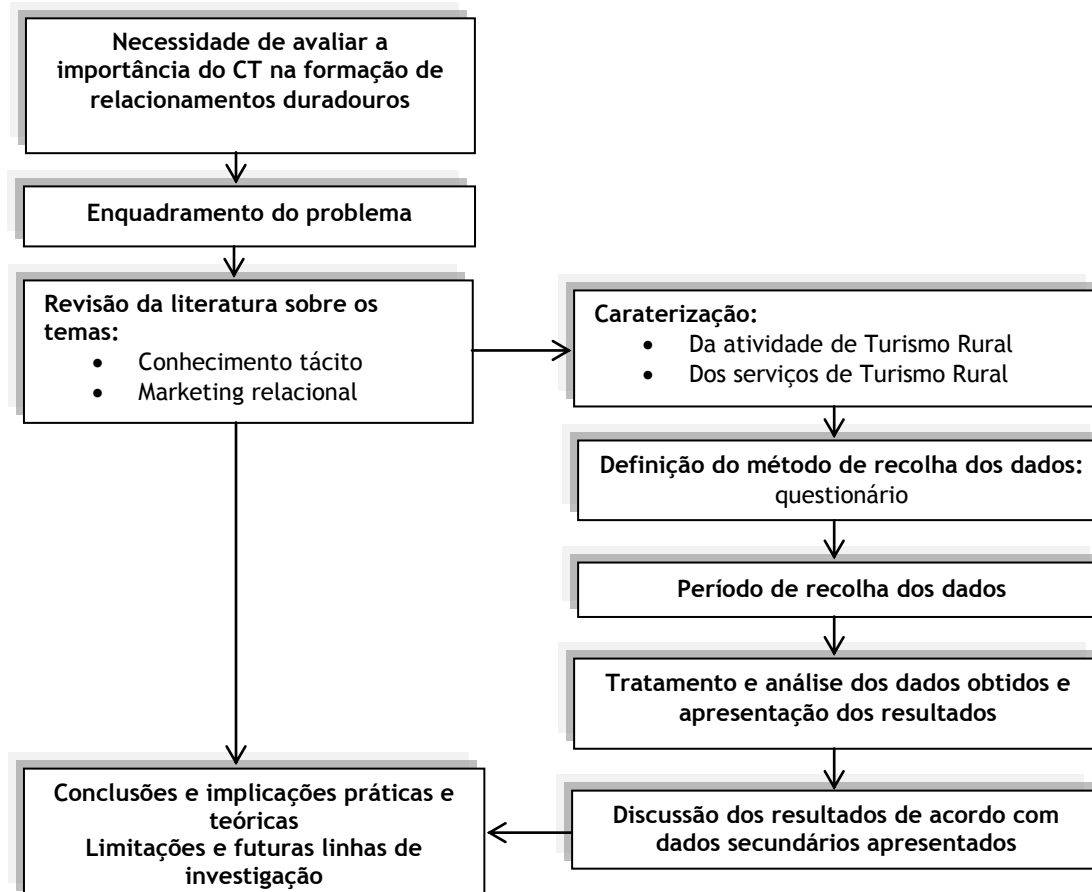 Necessidade de avaliar a
importância do CT na formação de
relacionamentos duradouros
Enquadramento do problema
Revisão da literatura sobre os
temas:
• Conhecimento tácito
• Marketing relacional
Caraterização:
• Da atividade de Turismo Rural
• Dos serviços de Turismo Rural
Definição do método de recolha dos dados:
questionário
Período de recolha dos dados
Tratamento e análise dos dados obtidos e
apresentação dos resultados
Discussão dos resultados de acordo com
dados secundários apresentados
Conclusões e implicações práticas e
teóricas
Limitações e futuras linhas de
investigação